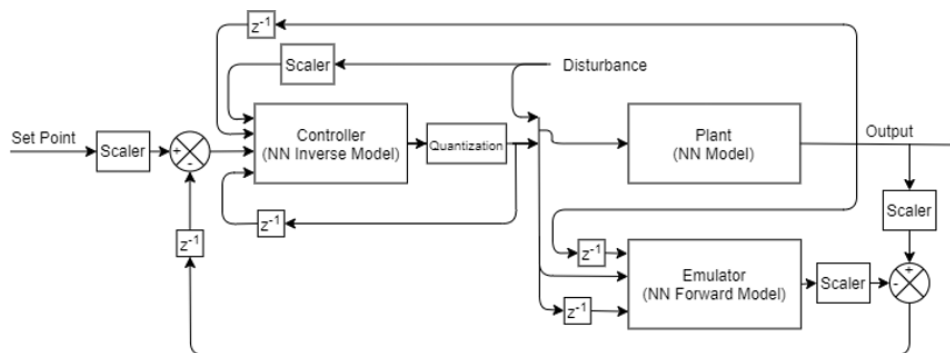 z-1
Scaler
Disturbance
Set Point
Scaler
+
-
Controller
(NN Inverse Model)
Quantization
Plant
(NN Model)
Output
z-1
z-1
Scaler
z-1
Emulator
(NN Forward Model)
Scaler
+
-
z-1